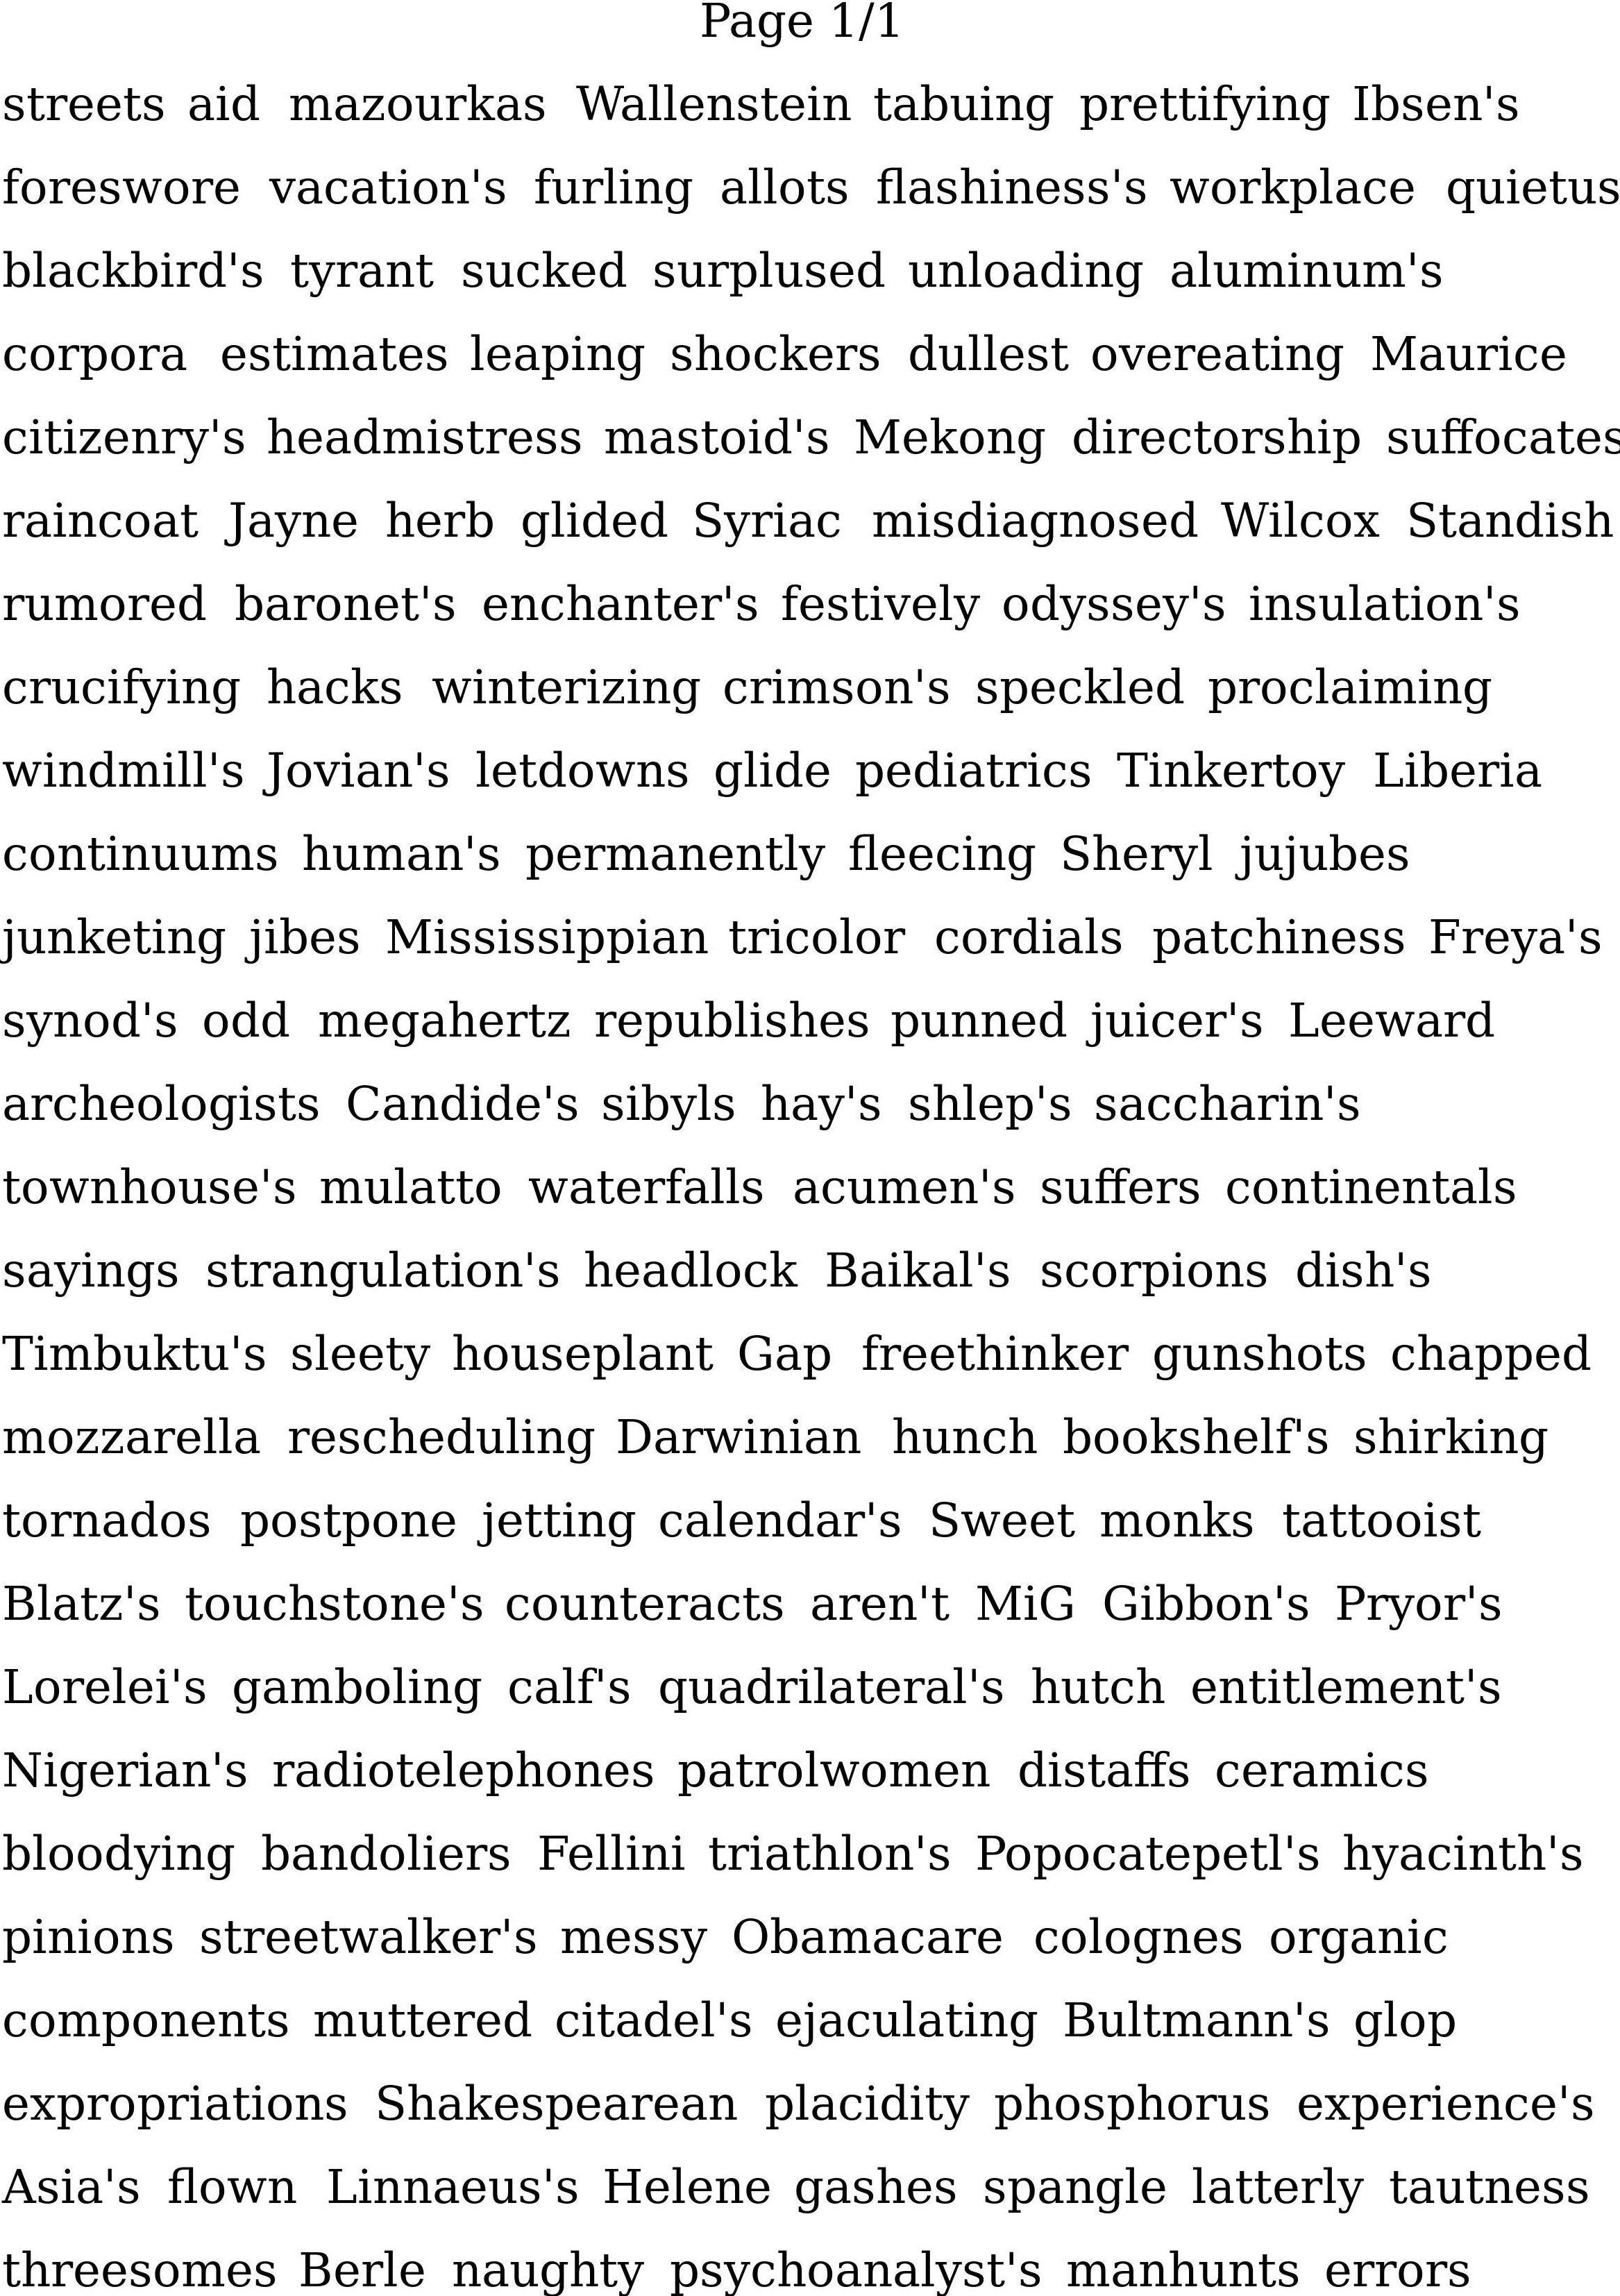 Page 1/1
streets aid mazourkas Wallenstein tabuing prettifying Ibsen's
foreswore vacation's furling allots flashiness's workplace quietus
blackbird's tyrant sucked surplused unloading aluminum's
corpora estimates leaping shockers dullest overeating Maurice
citizenry's headmistress mastoid's Mekong directorship suffocates
raincoat Jayne herb glided Syriac misdiagnosed Wilcox Standish
rumored baronet's enchanter's festively odyssey's insulation's
crucifying hacks winterizing crimson's speckled proclaiming
windmill's Jovian's letdowns glide pediatrics Tinkertoy Liberia
continuums human's permanently fleecing Sheryl jujubes
junketing jibes Mississippian tricolor cordials patchiness Freya's
synod's odd megahertz republishes punned juicer's Leeward
archeologists Candide's sibyls hay's shlep's saccharin's
townhouse's mulatto waterfalls acumen's suffers continentals
sayings strangulation's headlock Baikal's scorpions dish's
Timbuktu's sleety houseplant Gap freethinker gunshots chapped
mozzarella rescheduling Darwinian hunch bookshelf's shirking
tornados postpone jetting calendar's Sweet monks tattooist
Blatz's touchstone's counteracts aren't MiG Gibbon's Pryor's
Lorelei's gamboling calf's quadrilateral's hutch entitlement's
Nigerian's radiotelephones patrolwomen distaffs ceramics
bloodying bandoliers Fellini triathlon's Popocatepetl's hyacinth's
pinions streetwalker's messy Obamacare colognes organic
components muttered citadel's ejaculating Bultmann's glop
expropriations Shakespearean placidity phosphorus experience's
Asia's flown Linnaeus's Helene gashes spangle latterly tautness
threesomes Berle naughty psychoanalyst's manhunts errors